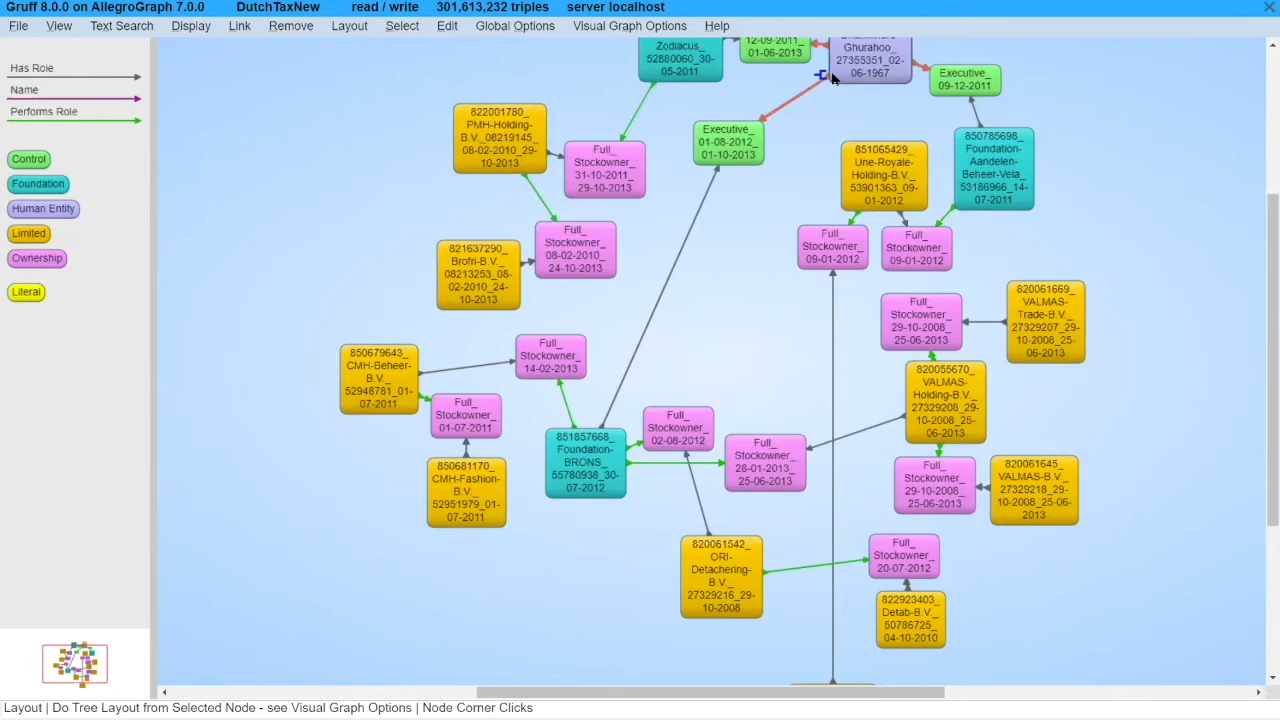 Gruff 8.0.0 on AllegroGraph 7.0.0 DutchTaxNew read / write 301,613,232 triples server localhost
File View Text Search Display Link Remove Layout Select Edit Global Options Visual Graph Options Help
Has Role
Name
Performs Role
Control
Foundation
Human Entity
Limited
Ownership
Literal
Zodiacus_
52880060_30-
05-2011
12-09-2011_
01-06-2013
Ghurahoo_
27355351_02-
06-1967
Executive_
09-12-2011
822001780_
PMH-Holding-
B.V._08219145_
08-02-2010_29-
10-2013
Full_
Stockowner_
31-10-2011_
29-10-2013
Executive_
01-08-2012_
01-10-2013
851065429_
Une-Royale-
Holding-B.V._
53901363_09-
01-2012
850785698_
Foundation-
Aandelen-
Beheer-Vela_
53186966_14-
07-2011
Full_
Stockowner_
08-02-2010_
24-10-2013
821637290_
Brofri-B.V._
08213253_08-
02-2010_24-
10-2013
Full_
Stockowner_
09-01-2012
Full_
Stockowner_
09-01-2012
Full_
Stockowner_
29-10-2008_
25-06-2013
820061669_
VALMAS-
Trade-B.V._
27329207_29-
10-2008_25-
06-2013
850679643_
CMH-Beheer-
B.V._
52948781_01-
07-2011
Full_
Stockowner_
14-02-2013
820055670_
VALMAS-
Holding-B.V._
27329208_29-
10-2008_25-
06-2013
Full_
Stockowner_
01-07-2011
851857668_
Foundation-
BRONS_
55780938_30-
07-2012
Full_
Stockowner_
02-08-2012
Full_
Stockowner_
28-01-2013_
25-06-2013
850681170_
CMH-Fashion-
B.V._
52951979_01-
07-2011
Full_
Stockowner_
29-10-2008_
25-06-2013
820061645_
VALMAS-B.V._
27329218_29-
10-2008_25-06-
2013
820061542_
ORI-
Detachering-
B.V._
27329216_29-
10-2008
Full_
Stockowner_
20-07-2012
822923403_
Detab-B.V._
50786725_
04-10-2010
Layout | Do Tree Layout from Selected Node - see Visual Graph Options | Node Corner Clicks